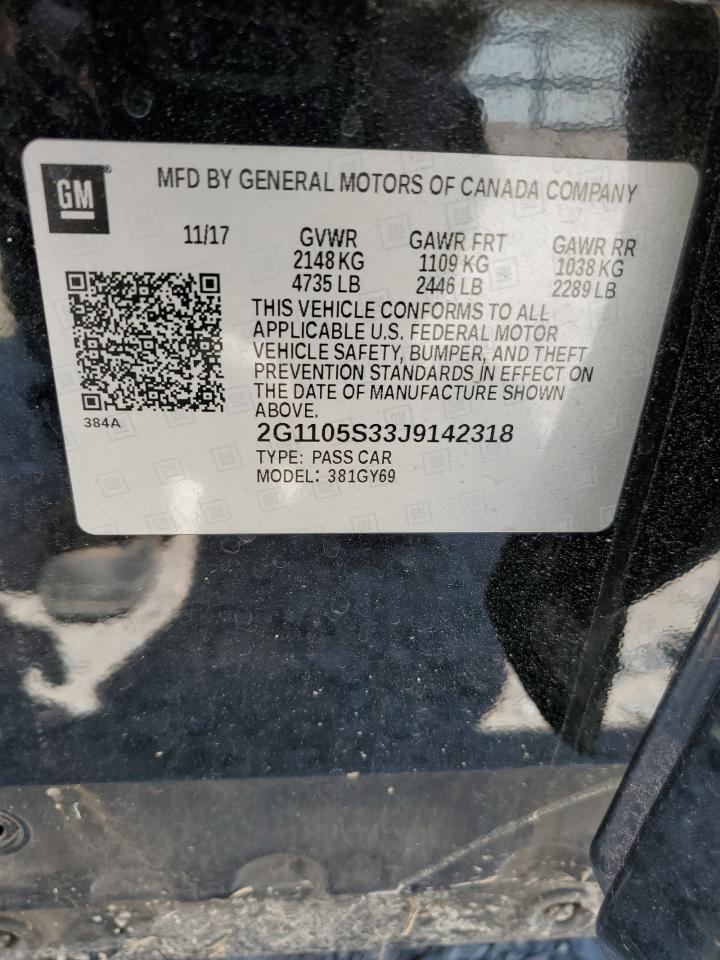 GM
MFD BY GENERAL MOTORS OF CANADA COMPANY
11/17
GVWR GAWR FRT GAWR RR
2148 KG 1109 KG 1038 KG
4735 LB 2446 LB 2289 LB
THIS VEHICLE CONFORMS TO ALL
APPLICABLE U.S. FEDERAL MOTOR
VEHICLE SAFETY, BUMPER, AND THEFT
PREVENTION STANDARDS IN EFFECT ON
THE DATE OF MANUFACTURE SHOWN
ABOVE.
384A
2G1105S33J9142318
TYPE: PASS CAR
MODEL: 381GY69